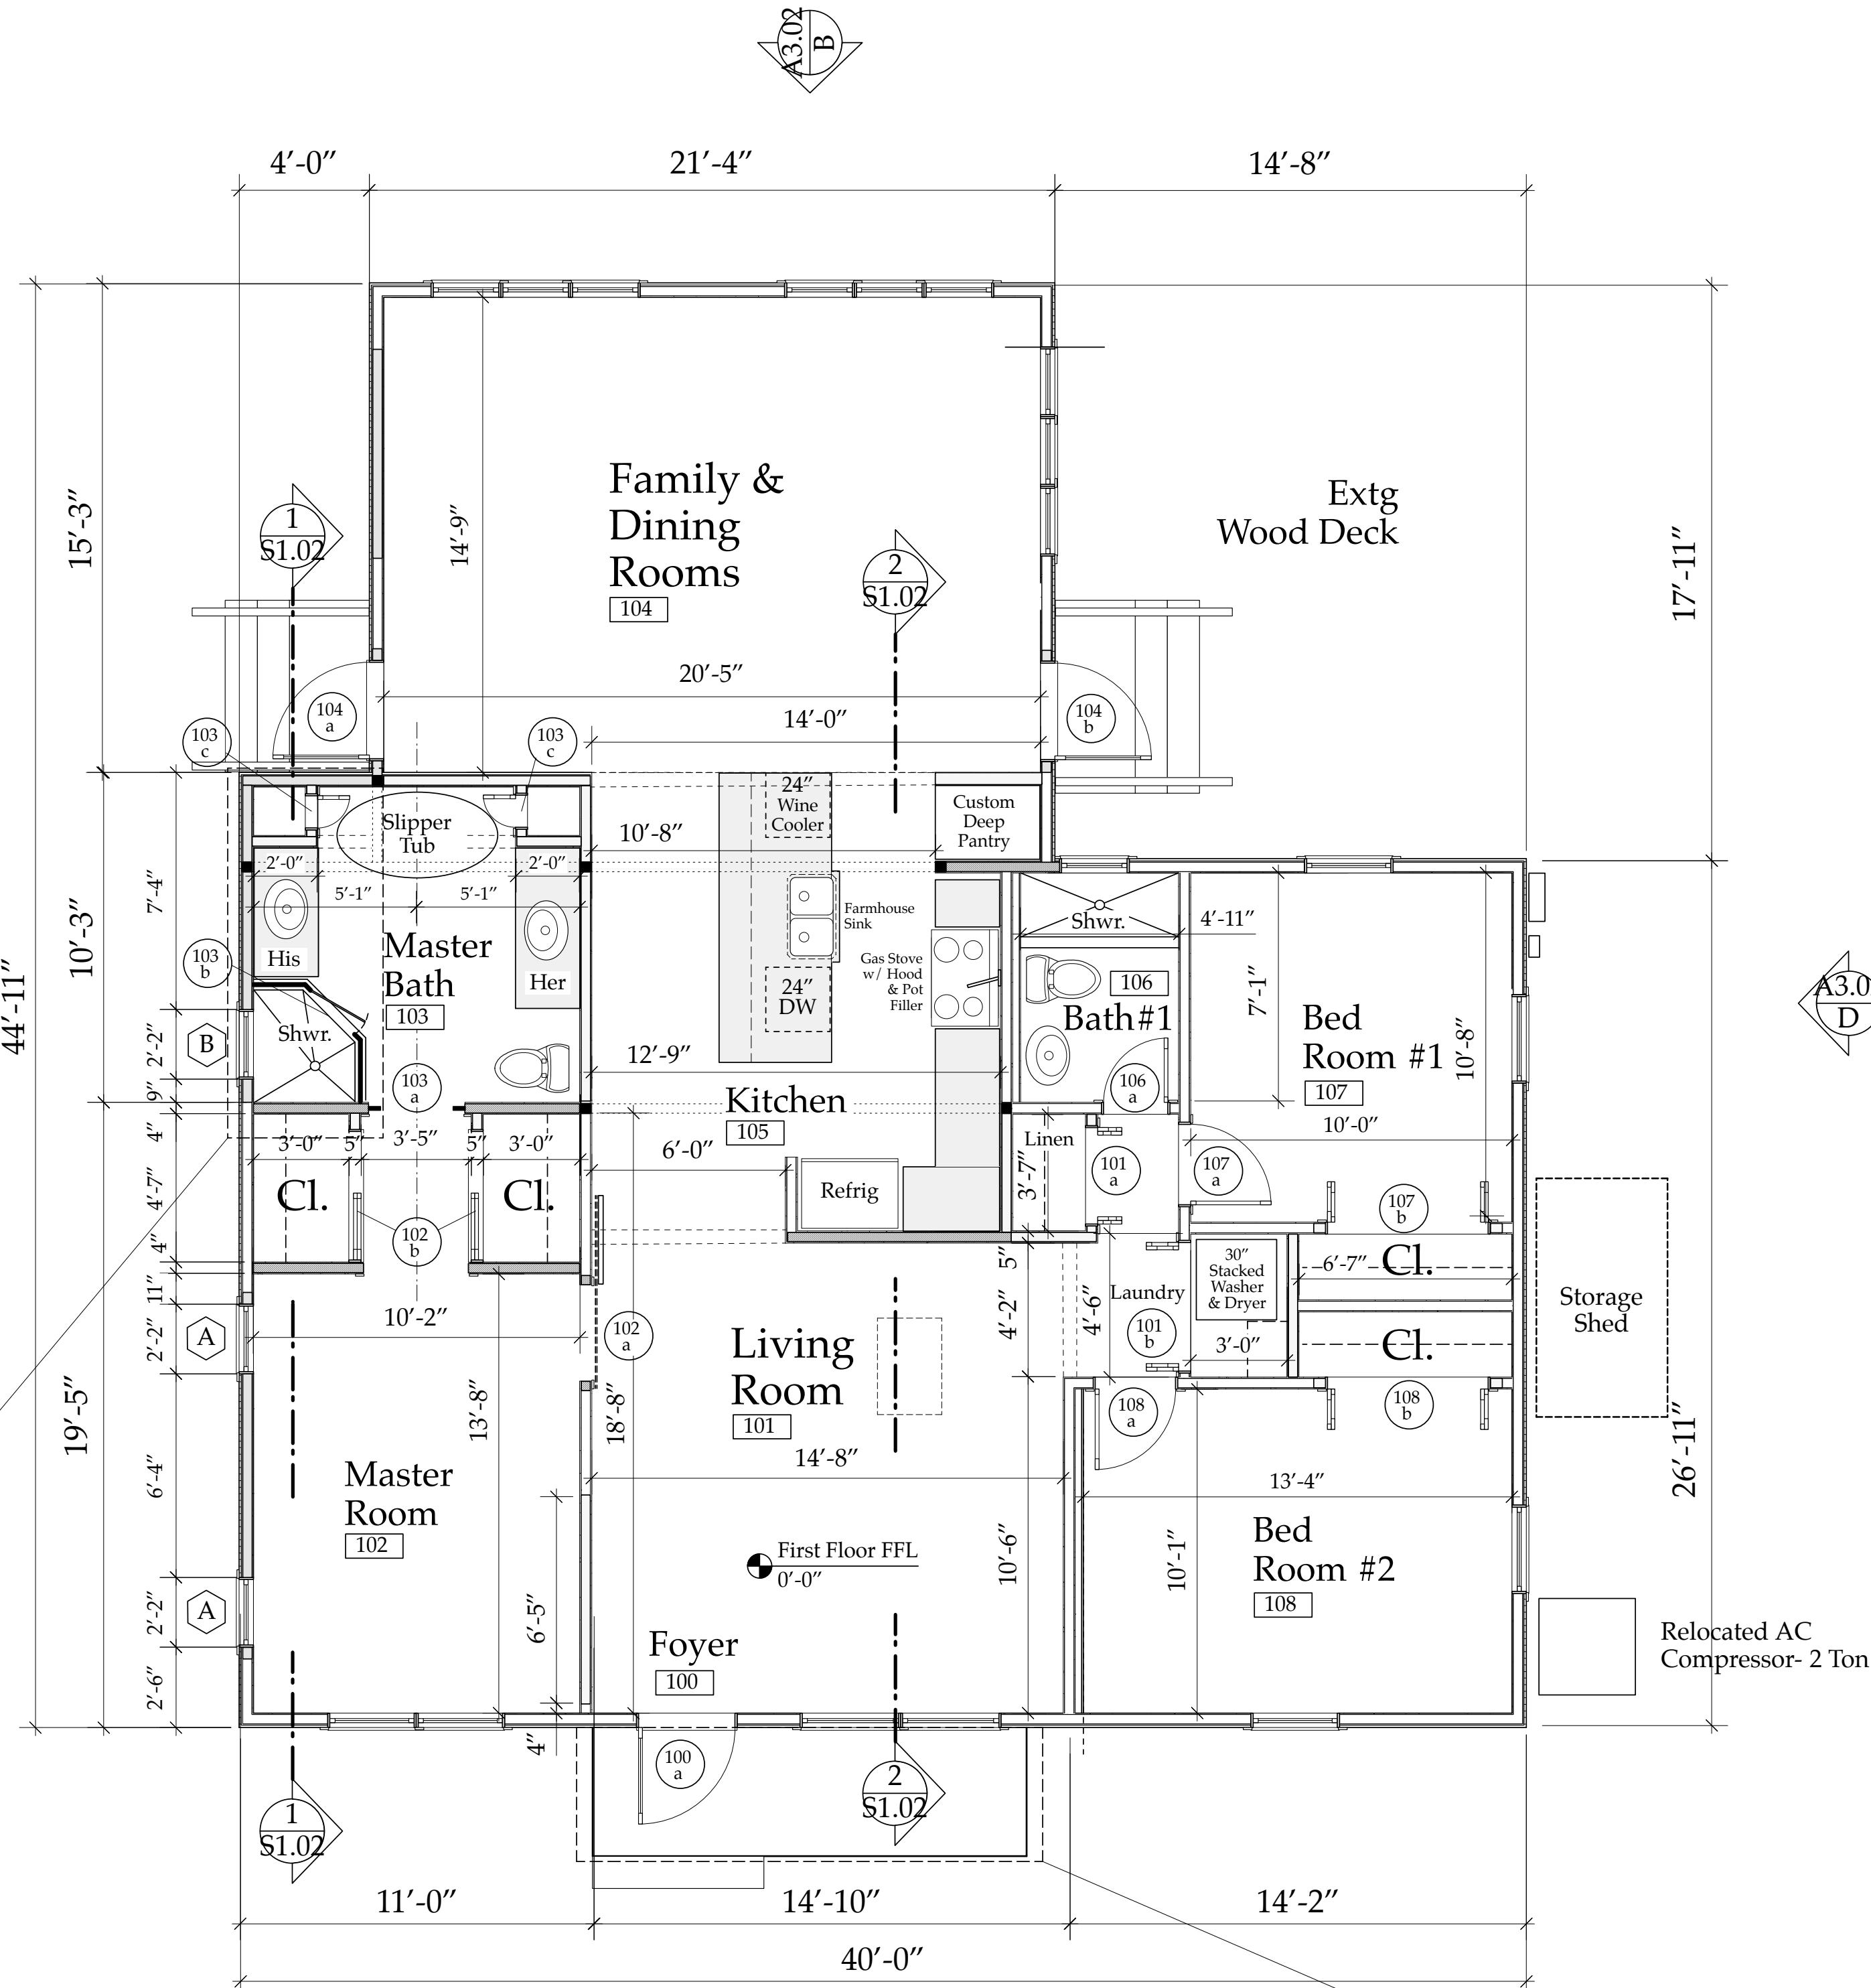 A3.02
B
4’-0”
21’-4”
14’-8”
44’-11”
15’-3”
10’-3”
19’-5”
17’-11”
26’-11”
1
S1.02
2
S1.02
Family &
Dining
Rooms
104
14’-9”
20’-5”
14’-0”
Extg
Wood Deck
104
a
104
b
103
c
103
c
Slipper
Tub
24”
Wine
Cooler
Custom
Deep
Pantry
10’-8”
2’-0”
2’-0”
5’-1”
5’-1”
7’-4”
His
Her
Master
Bath
103
103
b
Farmhouse
Sink
Gas Stove
w/ Hood
& Pot
Filler
24”
DW
Shwr.
4’-11”
106
Bath#1
7’-1”
Bed
Room #1
107
10’-8”
A3.0
D
B
2’-2”
9”
Shwr.
103
a
12’-9”
Kitchen
105
106
a
10’-0”
4”
3’-0”
5”
3’-5”
5”
3’-0”
6’-0”
Linen
3’-7”
101
a
107
a
107
b
4’-7”
Cl.
Cl.
102
b
Refrig
4”
11”
5”
4’-2”
4’-6”
Laundry
101
b
30”
Stacked
Washer
& Dryer
3’-0”
6’-7”
Cl.
Cl.
Storage
Shed
2’-2”
A
10’-2”
102
a
Living
Room
101
13’-8”
18’-8”
14’-8”
108
a
108
b
6’-4”
Master
Room
102
13’-4”
Bed
Room #2
108
10’-1”
10’-6”
First Floor FFL
0’-0”
6’-5”
2’-2”
A
2’-6”
Foyer
100
4”
Relocated AC
Compressor- 2 Ton
100
a
1
S1.02
2
S1.02
11’-0”
14’-10”
14’-2”
40’-0”